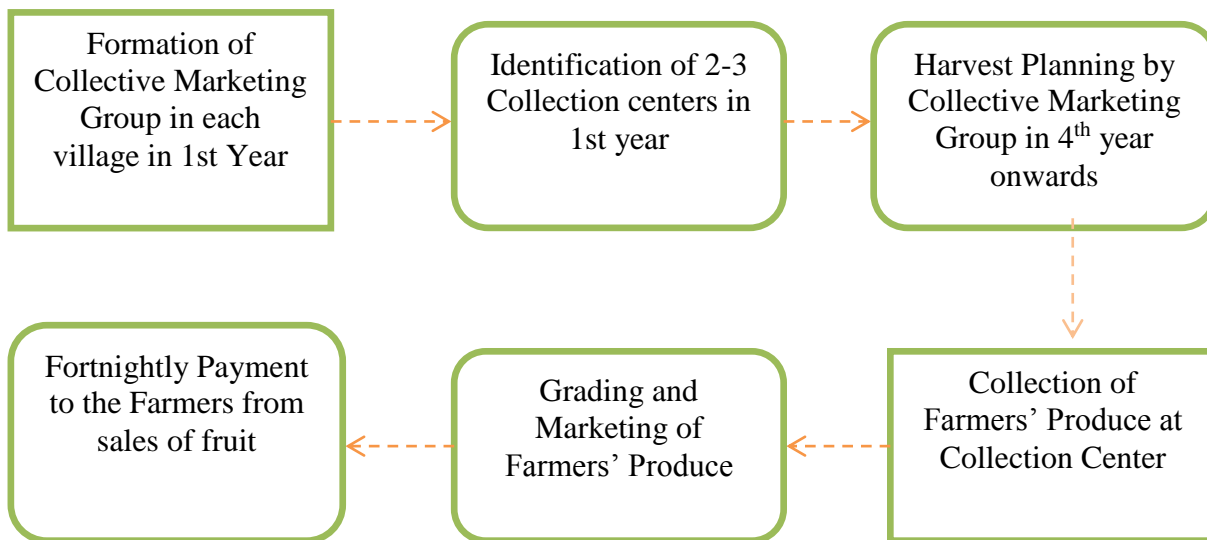 Formation of
Collective Marketing
Group in each
village in 1st Year
Identification of 2-3
Collection centers in
1st year
Harvest Planning by
Collective Marketing
Group in 4th year
onwards
Collection of
Farmers’ Produce at
Collection Center
Grading and
Marketing of
Farmers’ Produce
Fortnightly Payment
to the Farmers from
sales of fruit